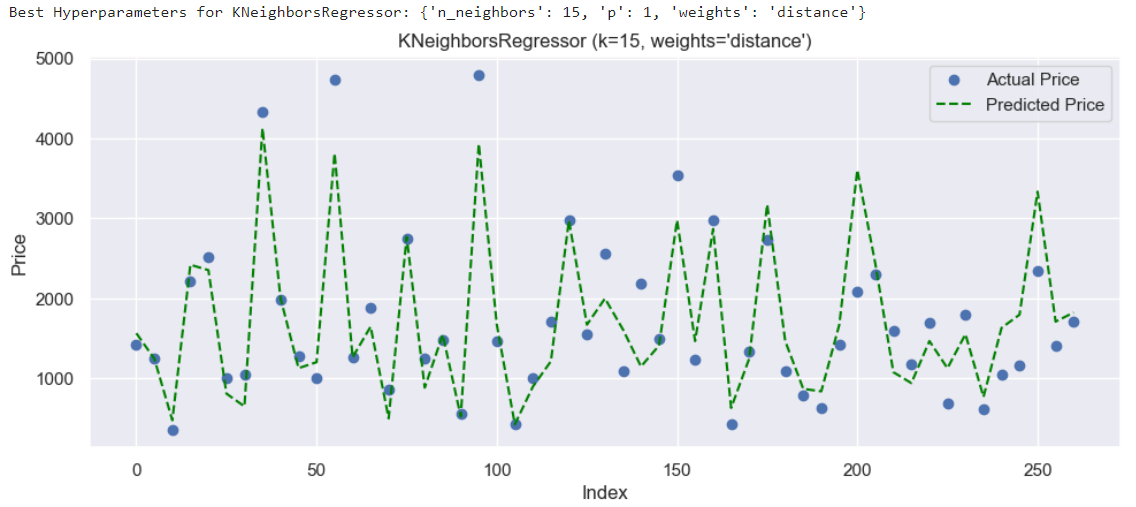 Best Hyperparameters for KNeighborsRegressor: {'n_neighbors': 15, 'p': 1, 'weights': 'distance'}
KNeighborsRegressor (k=15, weights='distance')
5000
4000
3000
2000
1000
Price
Actual Price
Predicted Price
0 50 100 150 200 250
Index